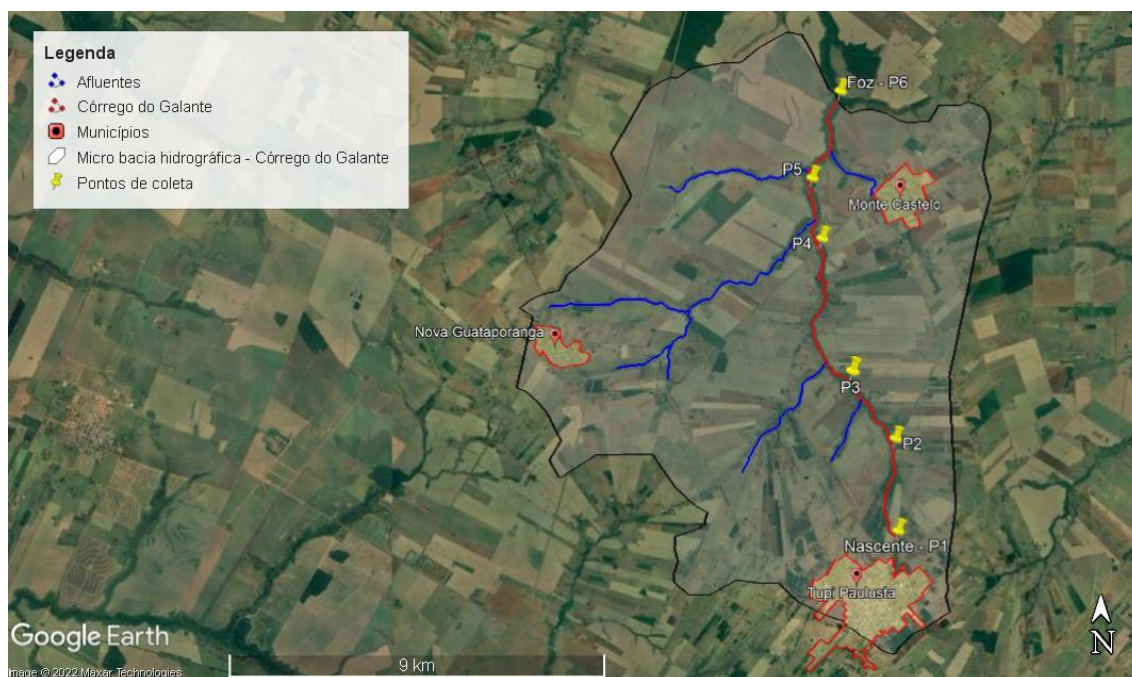 Legenda
Afluentes
Córrego do Galante
Municípios
Micro bacia hidrográfica - Córrego do Galante
Pontos de coleta
Foz - P6
P5
Monte Castelo
P4
Nova Guataporanga
P3
P2
Nascente - P1
Tupi Paulusta
Google Earth
Image © 2022 Maxar Technologies
9 km
N